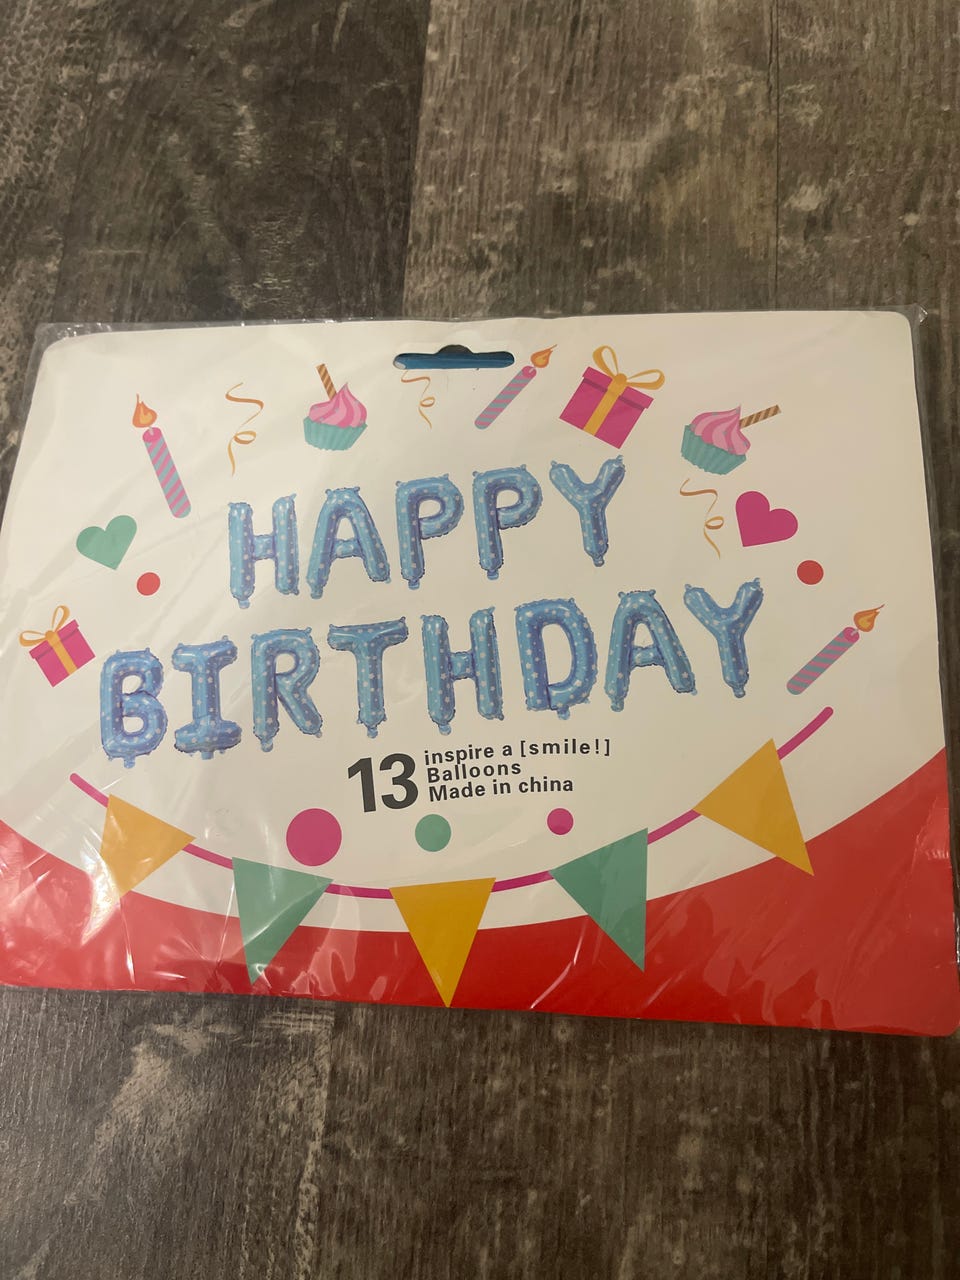 HAPPY
BIRTHDAY
13
inspire a [smile!]
Balloons
Made in china